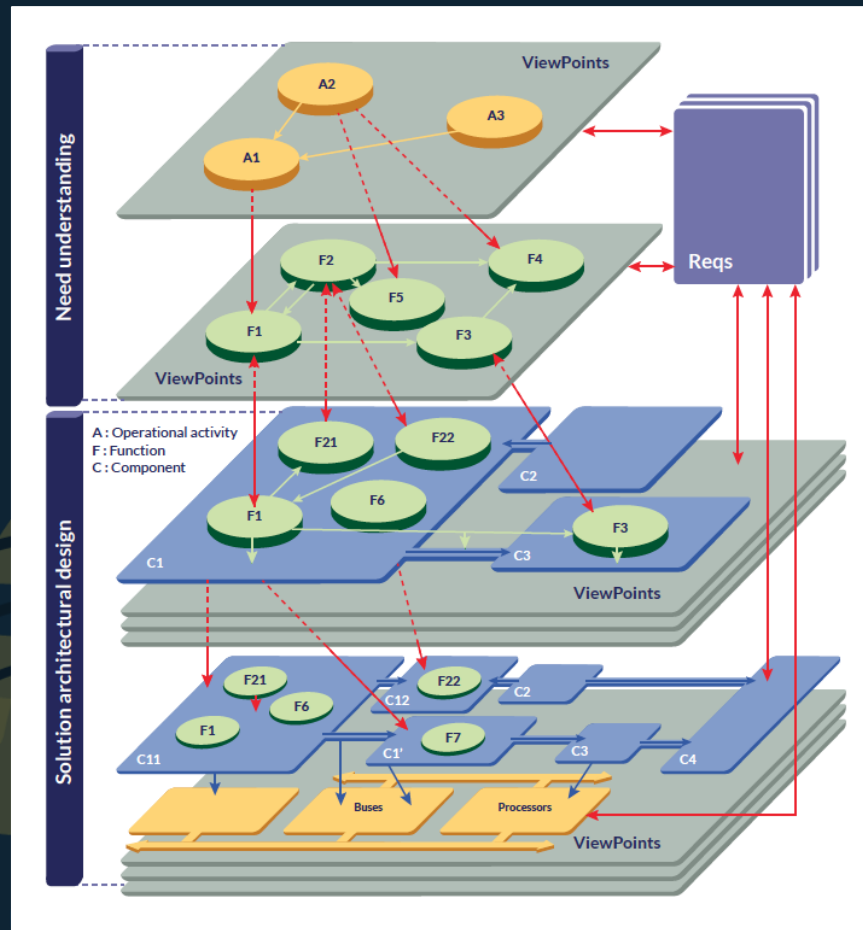 Need understanding
ViewPoints
A2
A3
A1
Reqs
F2
F4
F5
F1
F3
ViewPoints
Solution architectural design
A : Operational activity
F : Function
C : Component
F21
F22
C2
F6
F1
F3
C1
C3
ViewPoints
F21
F22
C2
C12
F6
F1
F7
C11
C1'
C3
C4
Buses
Processors
ViewPoints